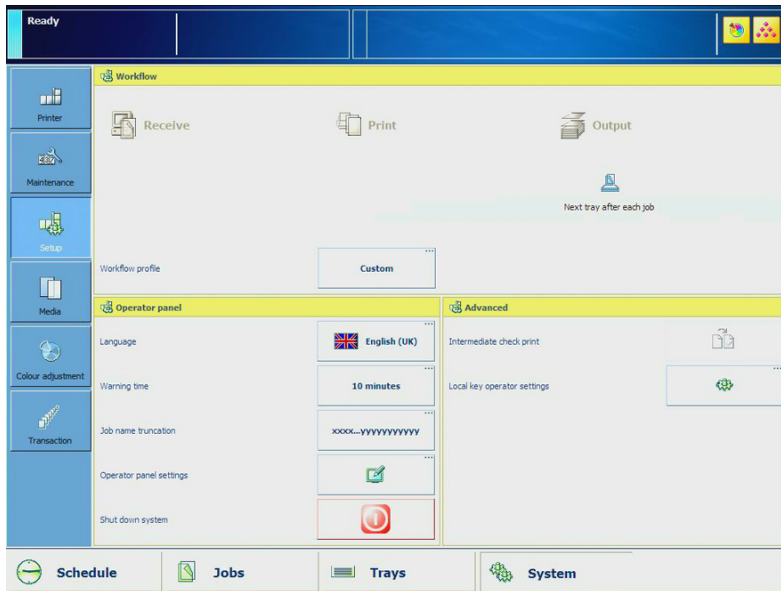 Ready
Workflow
Printer
Receive
Print
Output
Maintenance
Next tray after each job
Setup
Workflow profile
Custom
Media
Operator panel
Advanced
Language
English (UK)
Intermediate check print
Colour adjustment
Warning time
10 minutes
Local key operator settings
Transaction
Job name truncation
xxxx...yyyyyyyyyyy
Operator panel settings
Shut down system
Schedule
Jobs
Trays
System